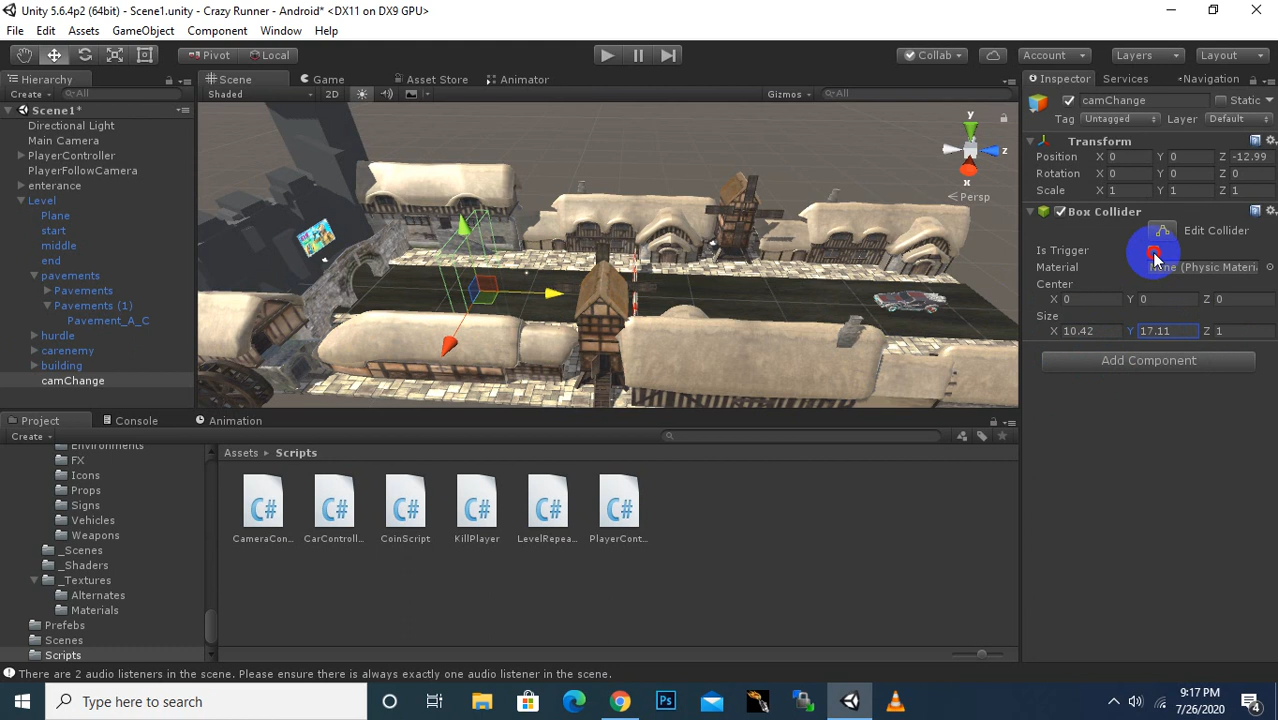 Unity 5.6.4p2 (64bit) - Scene1.unity - Crazy Runner - Android* <DX11 on DX9 GPU>
File Edit Assets GameObject Component Window Help
Pivot Local Collab Account Layers Layout
Hierarchy Scene Game Asset Store Animator Inspector Services Navigation
Create All Shaded 2D Gizmos All camChange Static
Scene1* Tag Untagged Layer Default
Directional Light
Main Camera Transform
PlayerController Position X 0 Y 0 Z -12.99
PlayerFollowCamera Rotation X 0 Y 0 Z 0
enterance Scale X 1 Y 1 Z 1
y z x Persp
Level
Plane Box Collider
start Edit Collider
middle Is Trigger
end Material None (Physic Materia
pavements Center
Pavements X 0 Y 0 Z 0
Pavements (1) Size
Pavement_A_C X 10.42 Y 17.11 Z 1
hurdle
carenemy Add Component
building
camChange
Project Console Animation
Create
Environments Assets Scripts
FX
Icons
Props
Signs
Vehicles
Weapons
_Scenes
_Shaders
_Textures
Alternates
Materials
Prefabs
Scenes
Scripts
C# C# C# C# C# C#
CameraCon... CarControll... CoinScript KillPlayer LevelRepea... PlayerCont...
There are 2 audio listeners in the scene. Please ensure there is always exactly one audio listener in the scene.
Type here to search
Ps
9:17 PM
7/26/2020
4